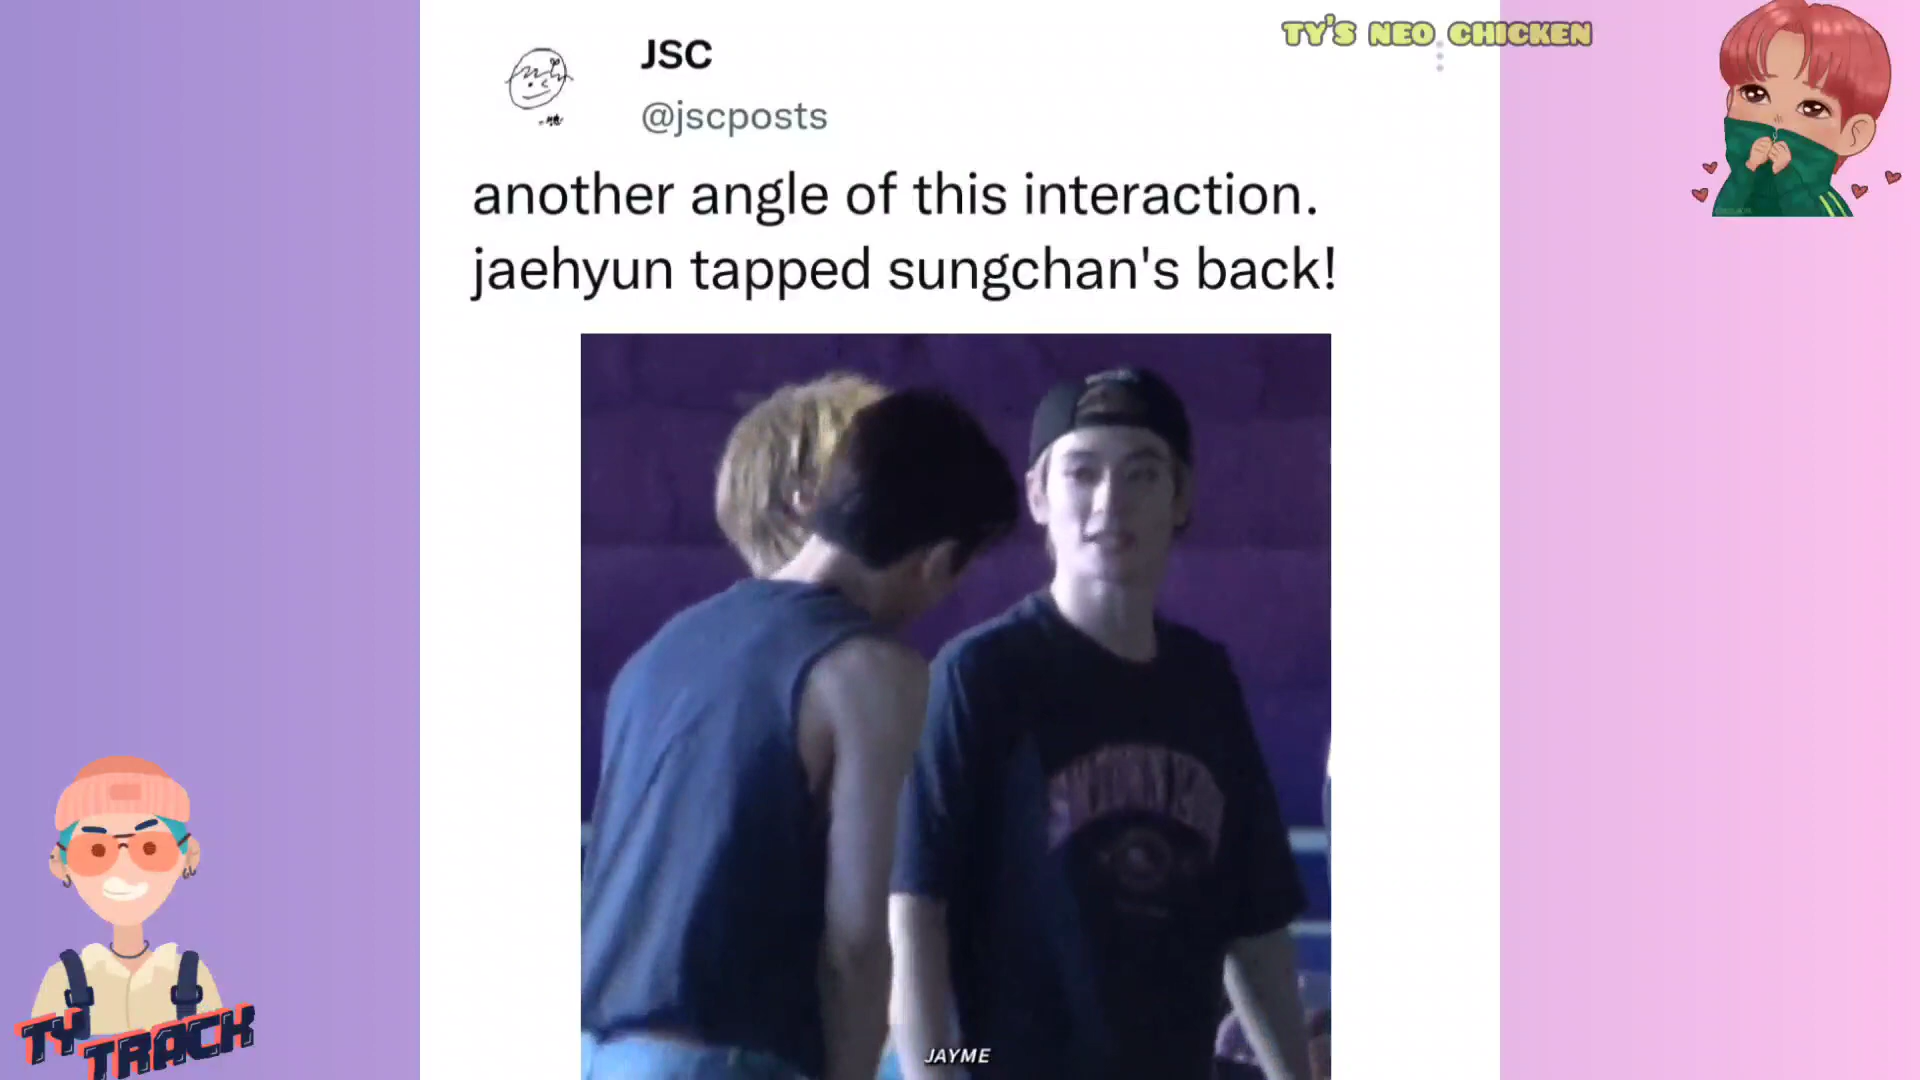 TY'S NEO CHICKEN
JSC
@jscposts
another angle of this interaction.
jaehyun tapped sungchan's back!
JAYME
TY
TRACK